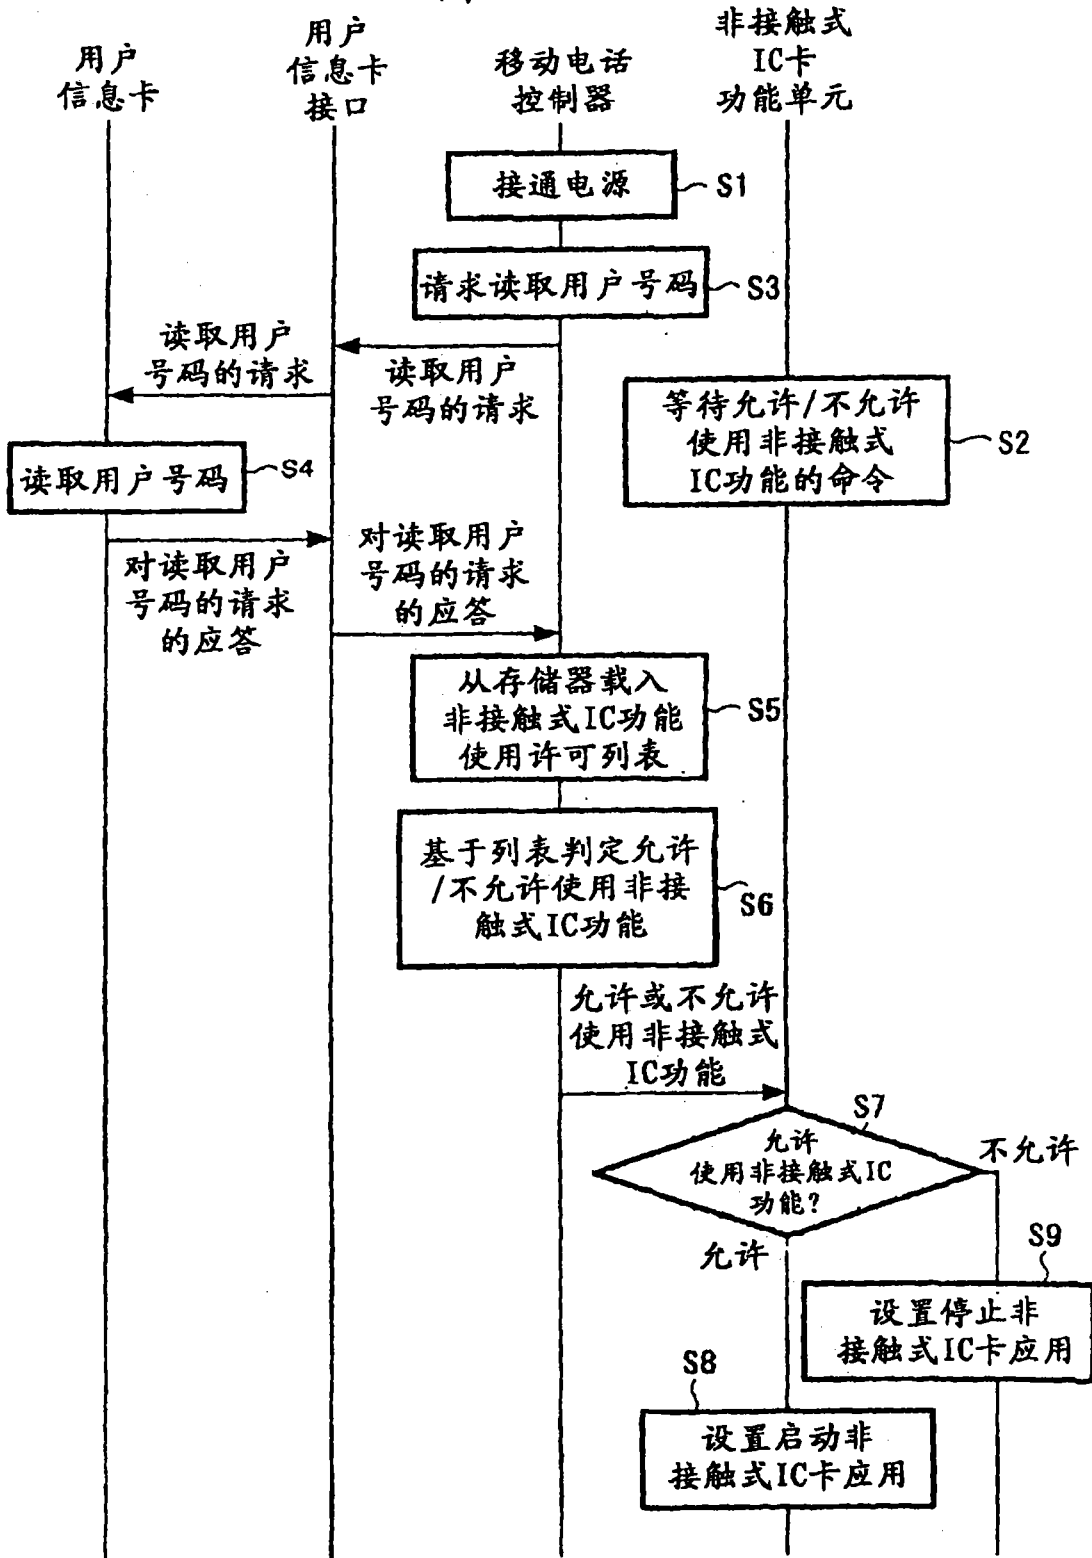 用户
信息卡
用户
信息卡
接口
移动电话
控制器
非接触式
IC卡
功能单元
接通电源
S1
请求读取用户号码
S3
读取用户
号码的请求
读取用户
号码的请求
等待允许/不允许
使用非接触式
IC功能的命令
S2
读取用户号码
S4
对读取用户
号码的请求
的应答
对读取用户
号码的请求
的应答
从存储器载入
非接触式IC功能
使用许可列表
S5
基于列表判定允许
/不允许使用非接
触式IC功能
S6
允许或不允许
使用非接触式
IC功能
S7
允许
使用非接触式IC
功能?
不允许
允许
S9
设置停止非
接触式IC卡应用
S8
设置启动非
接触式IC卡应用